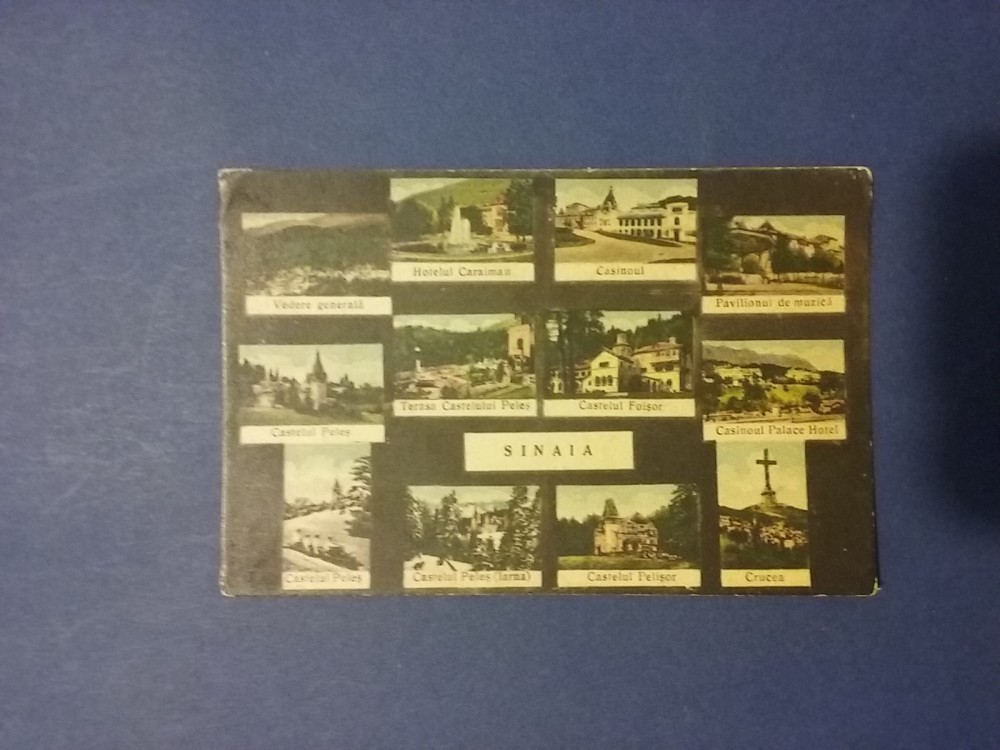 Hotelul Caraiman
Casinoul
Vedere generală
Pavilionul de muzică
Castelul Peleș
Terasa Castelului Peleș
Castelul Foișor
Casinoul Palace Hotel
SINAIA
Castelul Peleș
Castelul Peleș (Iarna)
Castelul Pelișor
Crucea